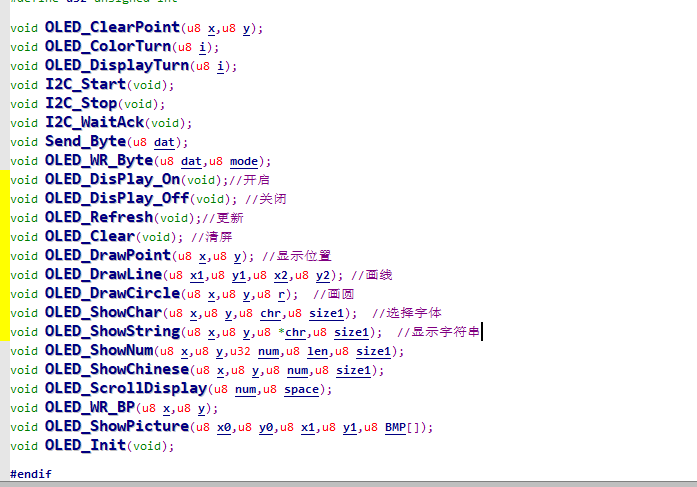 void OLED_ClearPoint(u8 x,u8 y);
void OLED_ColorTurn(u8 i);
void OLED_DisplayTurn(u8 i);
void I2C_Start(void);
void I2C_Stop(void);
void I2C_WaitAck(void);
void Send_Byte(u8 dat);
void OLED_WR_Byte(u8 dat,u8 mode);
void OLED_DisPlay_On(void);//开启
void OLED_DisPlay_Off(void); //关闭
void OLED_Refresh(void);//更新
void OLED_Clear(void); //清屏
void OLED_DrawPoint(u8 x,u8 y); //显示位置
void OLED_DrawLine(u8 x1,u8 y1,u8 x2,u8 y2); //画线
void OLED_DrawCircle(u8 x,u8 y,u8 r);  //画圆
void OLED_ShowChar(u8 x,u8 y,u8 chr,u8 size1);  //选择字体
void OLED_ShowString(u8 x,u8 y,u8 *chr,u8 size1);  //显示字符串
void OLED_ShowNum(u8 x,u8 y,u32 num,u8 len,u8 size1);
void OLED_ShowChinese(u8 x,u8 y,u8 num,u8 size1);
void OLED_ScrollDisplay(u8 num,u8 space);
void OLED_WR_BP(u8 x,u8 y);
void OLED_ShowPicture(u8 x0,u8 y0,u8 x1,u8 y1,u8 BMP[]);
void OLED_Init(void);
#endif